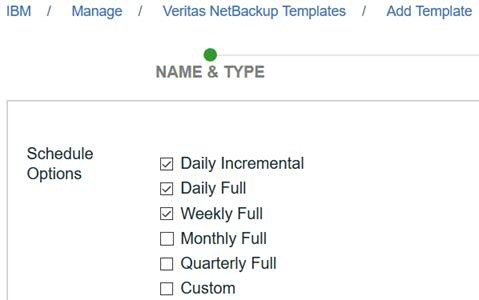 IBM / Manage / Veritas NetBackup Templates / Add Template
NAME & TYPE
Schedule
Options
Daily Incremental
Daily Full
Weekly Full
Monthly Full
Quarterly Full
Custom